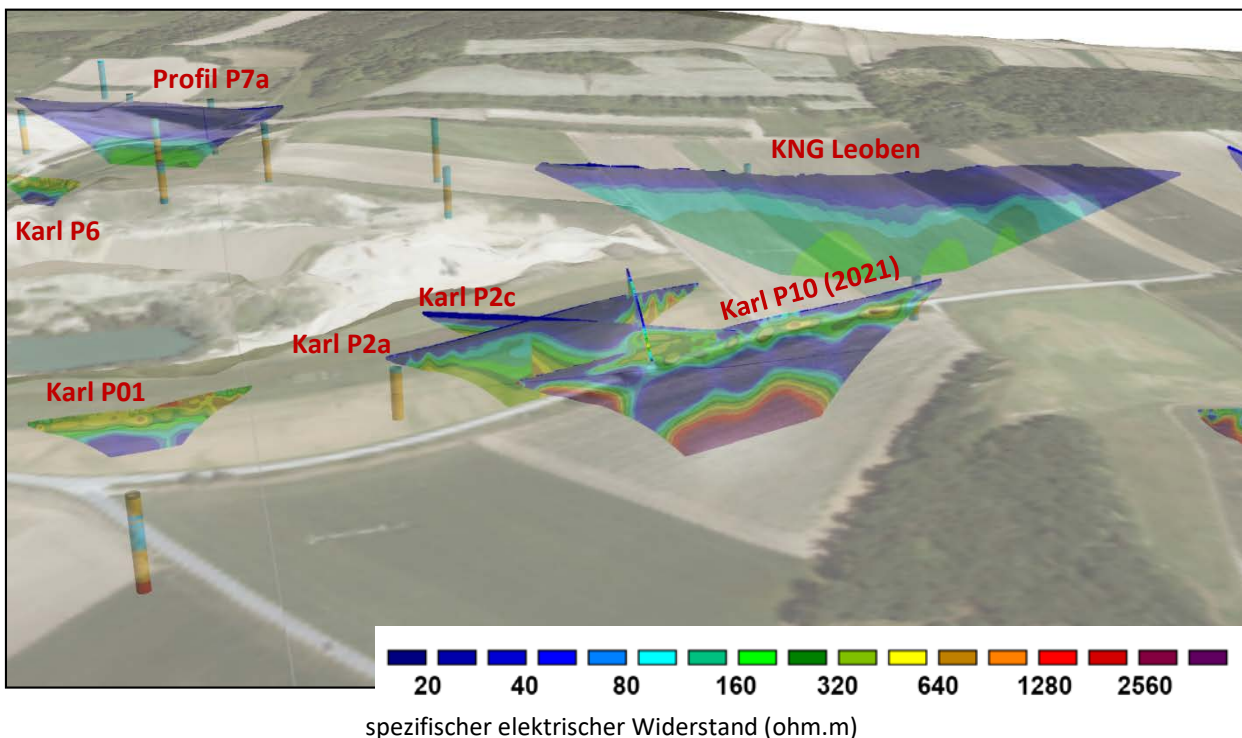 Profil P7a
KNG Leoben
Karl P6
Karl P10 (2021)
Karl P2c
Karl P2a
Karl P01
20 40 80 160 320 640 1280 2560
spezifischer elektrischer Widerstand (ohm.m)